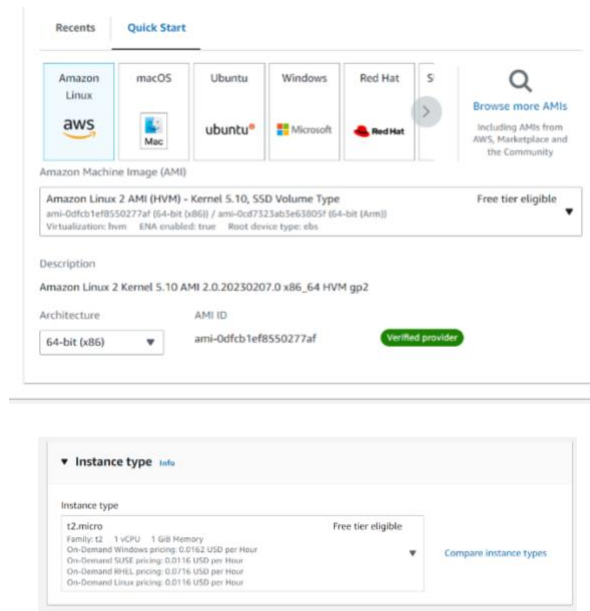 Recents Quick Start
Amazon Linux macOS Ubuntu Windows Red Hat S
aws Mac ubuntu Microsoft Red Hat
Browse more AMIs
Including AMIs from
AWS, Marketplace and
the Community
Amazon Machine Image (AMI)
Amazon Linux 2 AMI (HVM) - Kernel 5.10, SSD Volume Type Free tier eligible
ami-0dfcb1ef8550277af (64-bit (x86)) / ami-0cd7323ab3e63805f (64-bit (Arm))
Virtualization: hvm ENA enabled: true Root device type: ebs
Description
Amazon Linux 2 Kernel 5.10 AMI 2.0.20230207.0 x86_64 HVM gp2
Architecture AMI ID
64-bit (x86) ami-0dfcb1ef8550277af Verified provider
Instance type Info
Instance type
t2.micro Free tier eligible
Family: t2 1 vCPU 1 GiB Memory
On-Demand Windows pricing: 0.0162 USD per Hour
On-Demand SUSE pricing: 0.0116 USD per Hour
On-Demand RHEL pricing: 0.0716 USD per Hour
On-Demand Linux pricing: 0.0116 USD per Hour
Compare instance types